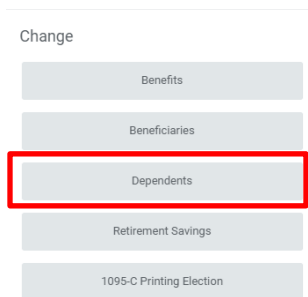 Change
Benefits
Beneficiaries
Dependents
Retirement Savings
1095-C Printing Election